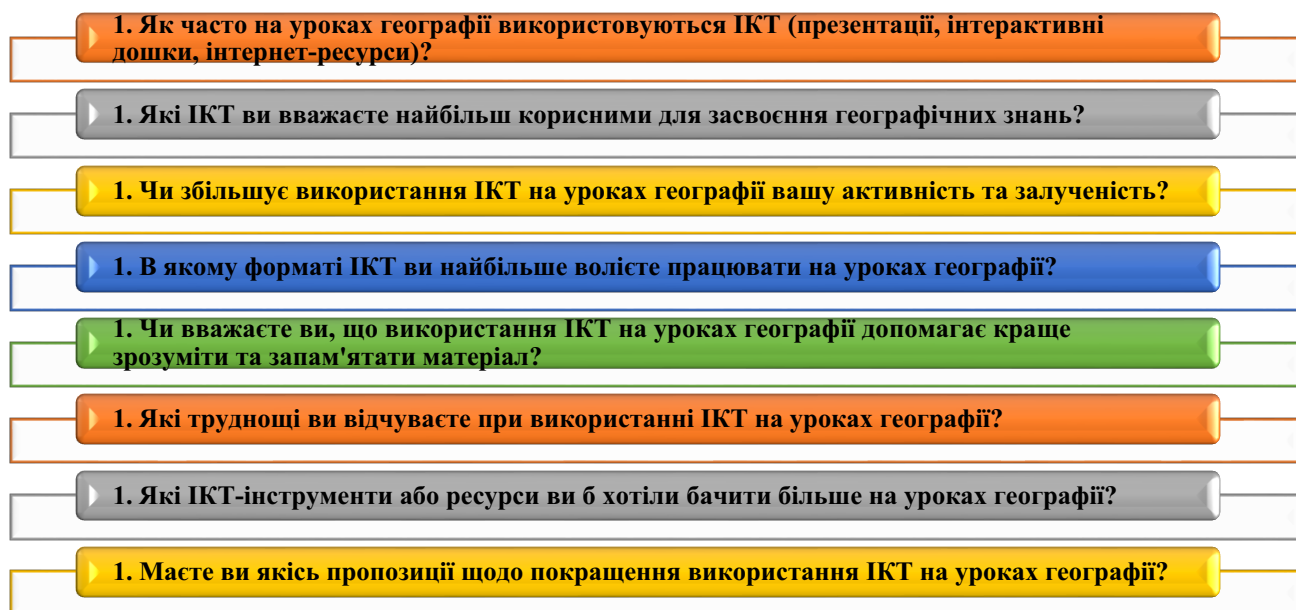 1. Як часто на уроках географії використовуються ІКТ (презентації, інтерактивні
дошки, інтернет-ресурси)?
1. Які ІКТ ви вважаєте найбільш корисними для засвоєння географічних знань?
1. Чи збільшує використання ІКТ на уроках географії вашу активність та залученість?
1. В якому форматі ІКТ ви найбільше волієте працювати на уроках географії?
1. Чи вважаєте ви, що використання ІКТ на уроках географії допомагає краще
зрозуміти та запам'ятати матеріал?
1. Які труднощі ви відчуваєте при використанні ІКТ на уроках географії?
1. Які ІКТ-інструменти або ресурси ви б хотіли бачити більше на уроках географії?
1. Маєте ви якісь пропозиції щодо покращення використання ІКТ на уроках географії?